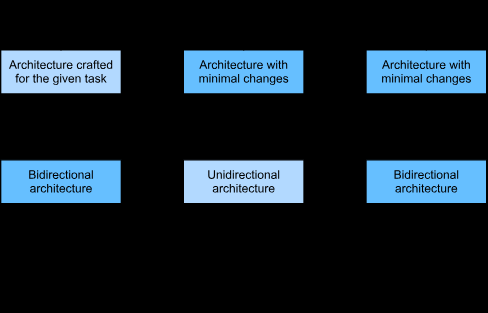 Architecture crafted
for the given task
Architecture with
minimal changes
Architecture with
minimal changes
Bidirectional
architecture
Unidirectional
architecture
Bidirectional
architecture